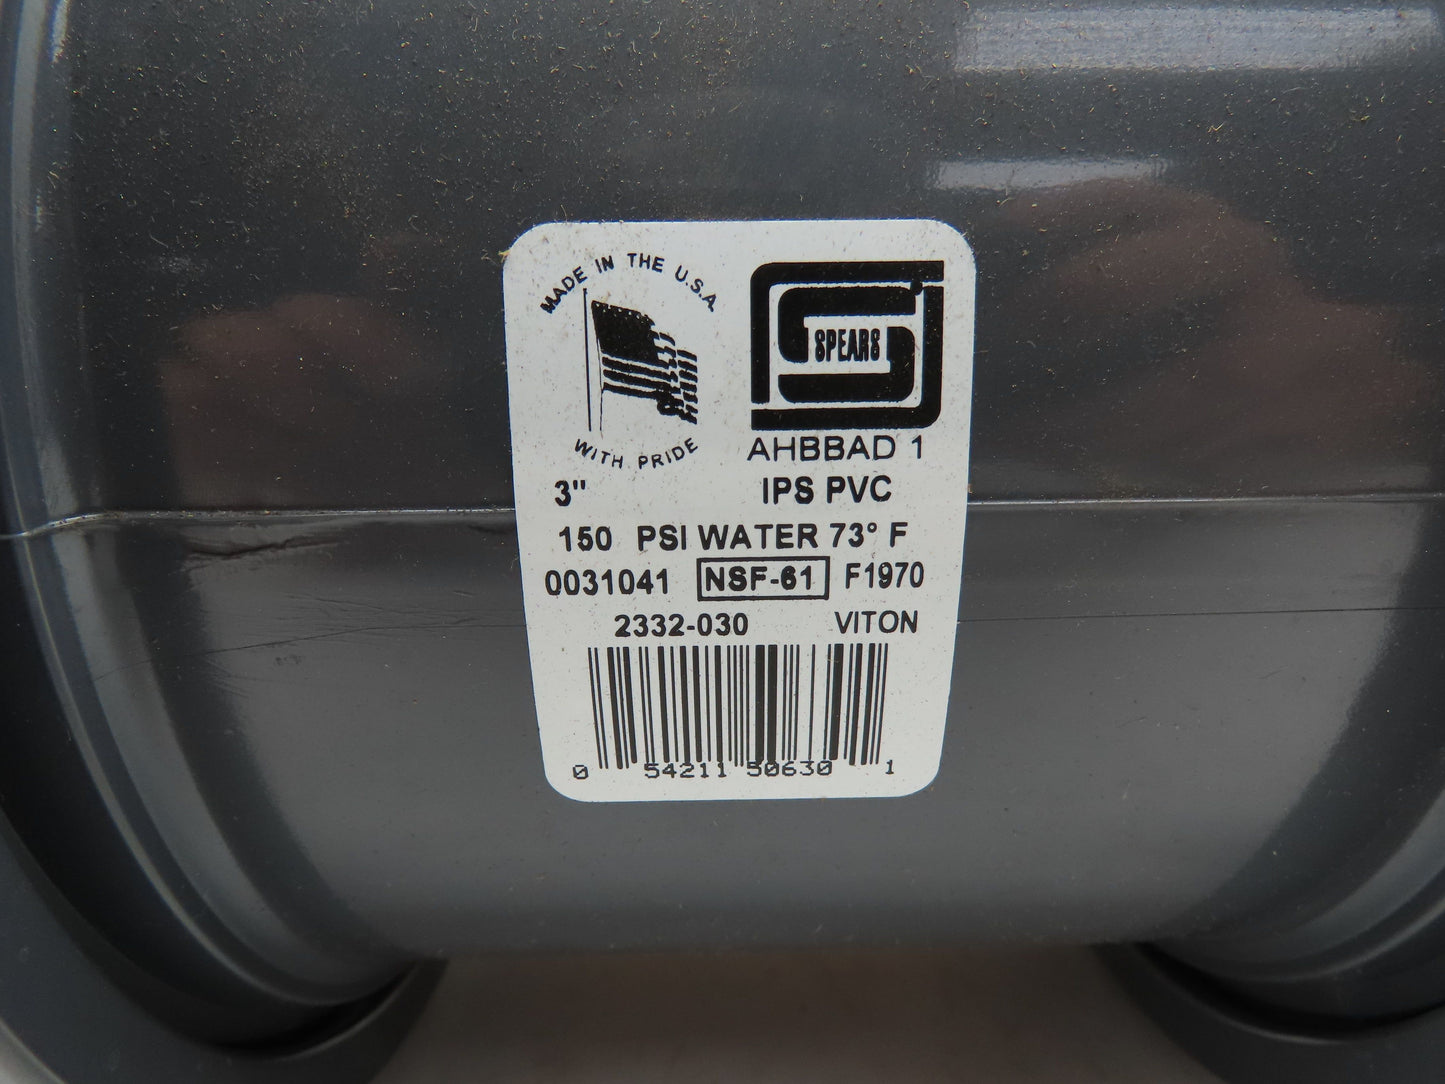 MADE IN THE U.S.A.
WITH PRIDE
SPEARS
AHBBAD 1
3" IPS PVC
150 PSI WATER 73° F
0031041 NSF-61 F1970
2332-030 VITON
0 54211 50630 1